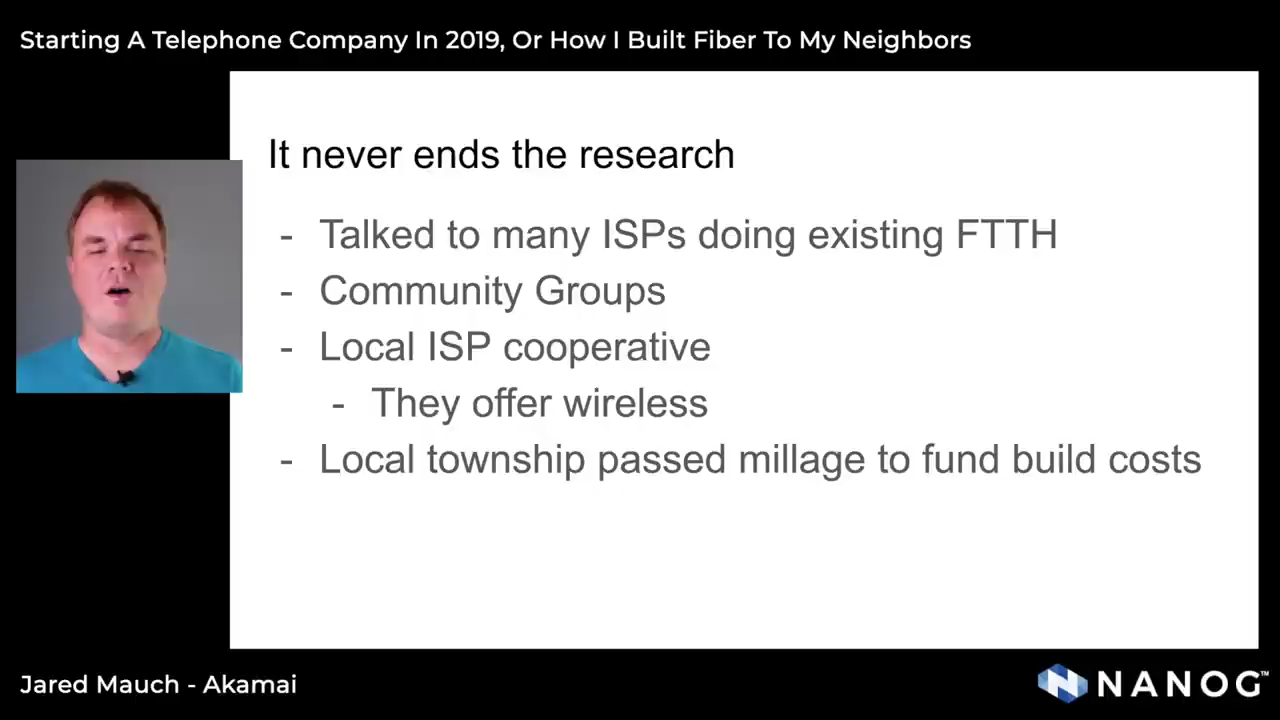 Starting A Telephone Company In 2019, Or How I Built Fiber To My Neighbors
It never ends the research
- Talked to many ISPs doing existing FTTH
- Community Groups
- Local ISP cooperative
- They offer wireless
- Local township passed millage to fund build costs
Jared Mauch - Akamai
NANOG™